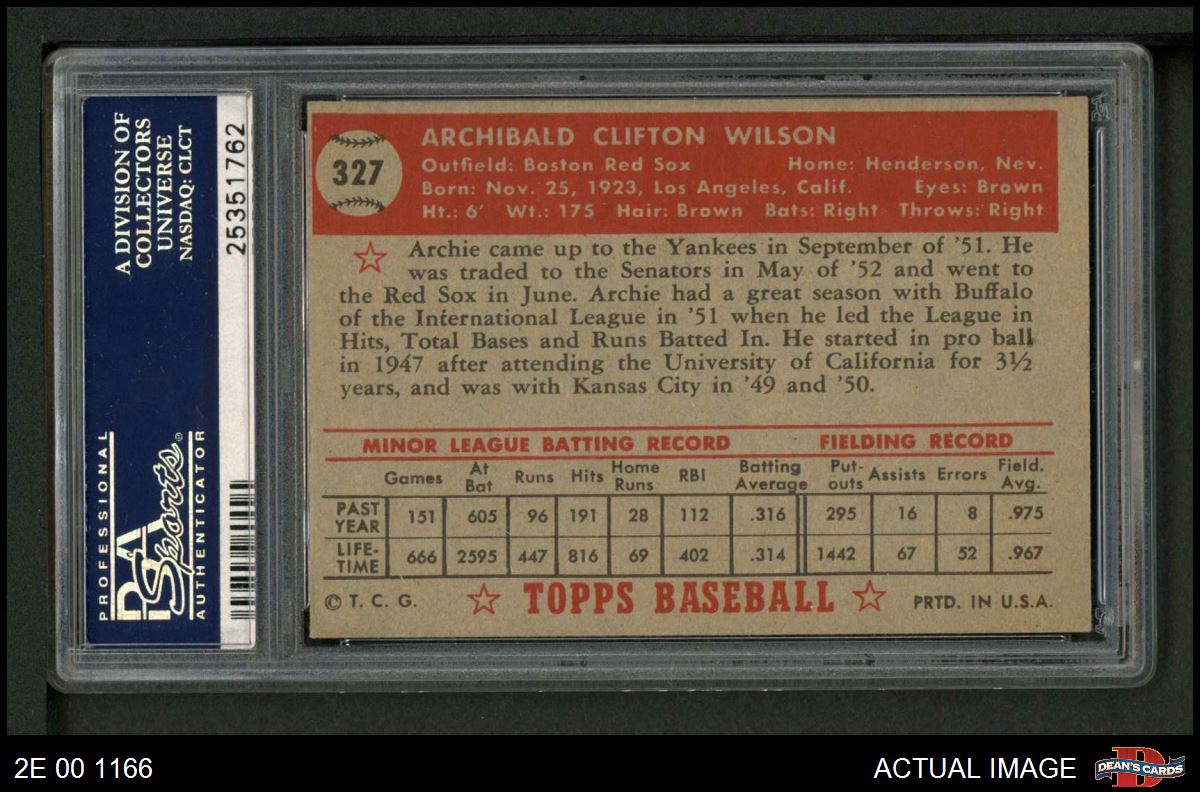 A DIVISION OF
COLLECTORS
UNIVERSE
NASDAQ: CLCT
25351762
PROFESSIONAL
PSA
Sports®
AUTHENTICATOR
327
ARCHIBALD CLIFTON WILSON
Outfield: Boston Red Sox Home: Henderson, Nev.
Born: Nov. 25, 1923, Los Angeles, Calif. Eyes: Brown
Ht.: 6' Wt.: 175 Hair: Brown Bats: Right Throws: Right
Archie came up to the Yankees in September of '51. He
was traded to the Senators in May of '52 and went to
the Red Sox in June. Archie had a great season with Buffalo
of the International League in '51 when he led the League in
Hits, Total Bases and Runs Batted In. He started in pro ball
in 1947 after attending the University of California for 3½
years, and was with Kansas City in '49 and '50.
MINOR LEAGUE BATTING RECORD FIELDING RECORD
Games At Bat Runs Hits Home Runs RBI Batting Average Put-outs Assists Errors Field. Avg.
PAST YEAR 151 605 96 191 28 112 .316 295 16 8 .975
LIFE-TIME 666 2595 447 816 69 402 .314 1442 67 52 .967
© T. C. G. TOPPS BASEBALL PRTD. IN U.S.A.
2E 00 1166 ACTUAL IMAGE DEAN'S CARDS